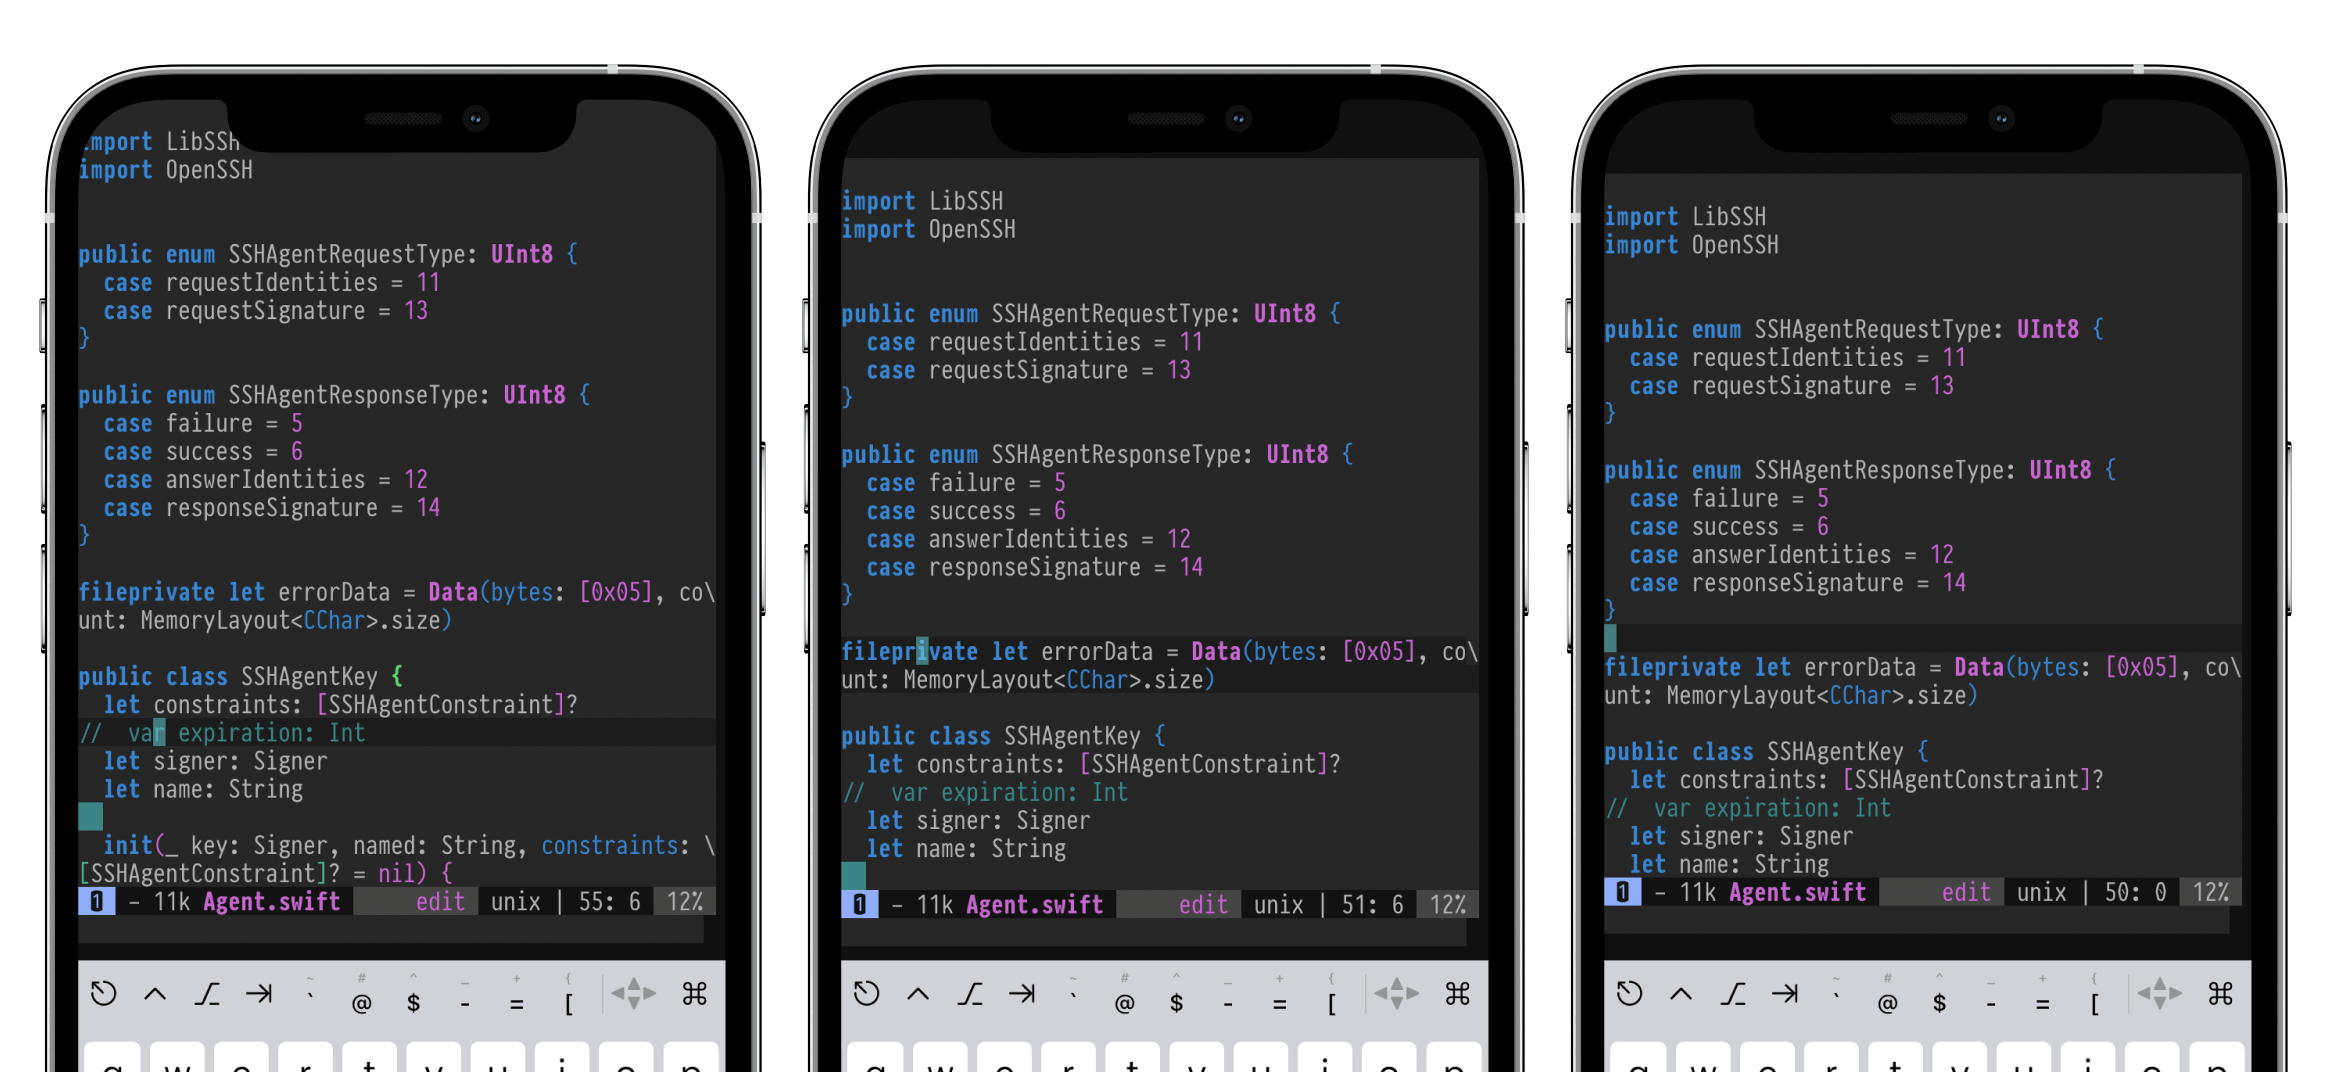 import LibSSH
import OpenSSH
public enum SSHAgentRequestType: UInt8 {
case requestIdentities = 11
case requestSignature = 13
}
public enum SSHAgentResponseType: UInt8 {
case failure = 5
case success = 6
case answerIdentities = 12
case responseSignature = 14
}
fileprivate let errorData = Data(bytes: [0x05], co\
unt: MemoryLayout<CChar>.size)
public class SSHAgentKey {
let constraints: [SSHAgentConstraint]?
// var expiration: Int
let signer: Signer
let name: String
init(_ key: Signer, named: String, constraints: \
[SSHAgentConstraint]? = nil) {
1 - 11k Agent.swift edit unix | 55: 6 12%
~ # ^ _ + {
` @ $ - = [ ⌘
q w e r t y u i o p
import LibSSH
import OpenSSH
public enum SSHAgentRequestType: UInt8 {
case requestIdentities = 11
case requestSignature = 13
}
public enum SSHAgentResponseType: UInt8 {
case failure = 5
case success = 6
case answerIdentities = 12
case responseSignature = 14
}
fileprivate let errorData = Data(bytes: [0x05], co\
unt: MemoryLayout<CChar>.size)
public class SSHAgentKey {
let constraints: [SSHAgentConstraint]?
// var expiration: Int
let signer: Signer
let name: String
1 - 11k Agent.swift edit unix | 51: 6 12%
~ # ^ _ + {
` @ $ - = [ ⌘
q w e r t y u i o p
import LibSSH
import OpenSSH
public enum SSHAgentRequestType: UInt8 {
case requestIdentities = 11
case requestSignature = 13
}
public enum SSHAgentResponseType: UInt8 {
case failure = 5
case success = 6
case answerIdentities = 12
case responseSignature = 14
}
fileprivate let errorData = Data(bytes: [0x05], co\
unt: MemoryLayout<CChar>.size)
public class SSHAgentKey {
let constraints: [SSHAgentConstraint]?
// var expiration: Int
let signer: Signer
let name: String
1 - 11k Agent.swift edit unix | 50: 0 12%
~ # ^ _ + {
` @ $ - = [ ⌘
q w e r t y u i o p